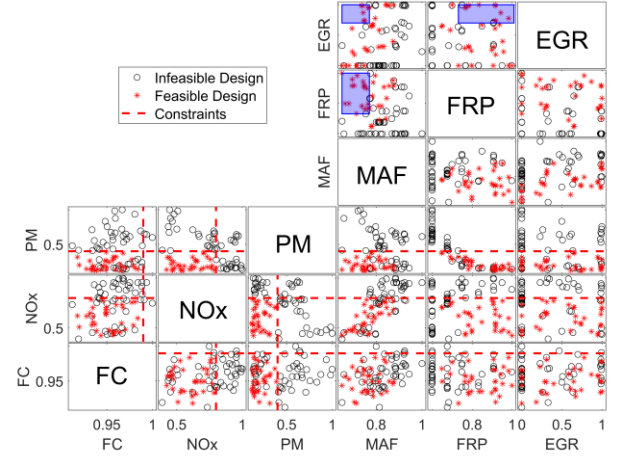 EGR
EGR
Infeasible Design
Feasible Design
Constraints
FRP
FRP
MAF
MAF
PM
0.5
PM
NOx
0.5
NOx
FC
0.95
FC
0.95 1 0.5 1 0.5 1 0.8 1 0.8 1 0 0.5 1
FC NOx PM MAF FRP EGR